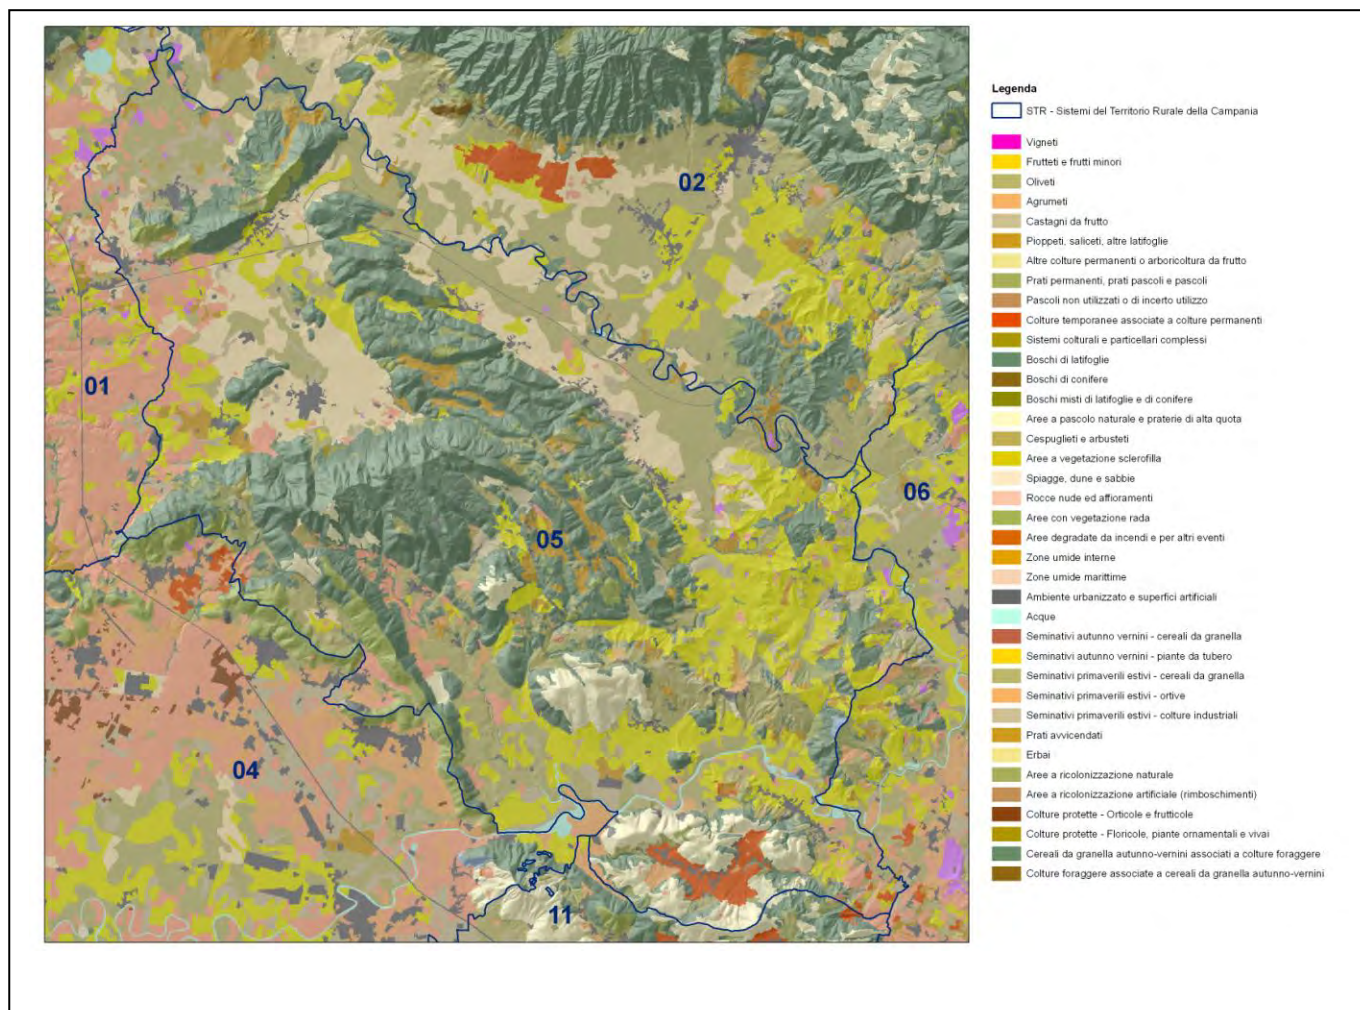 Legenda
STR - Sistemi del Territorio Rurale della Campania
Vigneti
Frutteti e frutti minori
Oliveti
Agrumeti
Castagni da frutto
Pioppeti, saliceti, altre latifoglie
Altre colture permanenti o arboricoltura da frutto
Prati permanenti, prati pascoli e pascoli
Pascoli non utilizzati o di incerto utilizzo
Colture temporanee associate a colture permanenti
Sistemi colturali e particellari complessi
Boschi di latifoglie
Boschi di conifere
Boschi misti di latifoglie e di conifere
Aree a pascolo naturale e praterie di alta quota
Cespuglieti e arbusteti
Aree a vegetazione sclerofilla
Spiagge, dune e sabbie
Rocce nude ed affioramenti
Aree con vegetazione rada
Aree degradate da incendi e per altri eventi
Zone umide interne
Zone umide marittime
Ambiente urbanizzato e superfici artificiali
Acque
Seminativi autunno vernini - cereali da granella
Seminativi autunno vernini - piante da tubero
Seminativi primaverili estivi - cereali da granella
Seminativi primaverili estivi - ortive
Seminativi primaverili estivi - colture industriali
Prati avvicendati
Erbai
Aree a ricolonizzazione naturale
Aree a ricolonizzazione artificiale (rimboschimenti)
Colture protette - Orticole e frutticole
Colture protette - Floricole, piante ornamentali e vivai
Cereali da granella autunno-vernini associati a colture foraggere
Colture foraggere associate a cereali da granella autunno-vernini
02
01
06
05
04
11